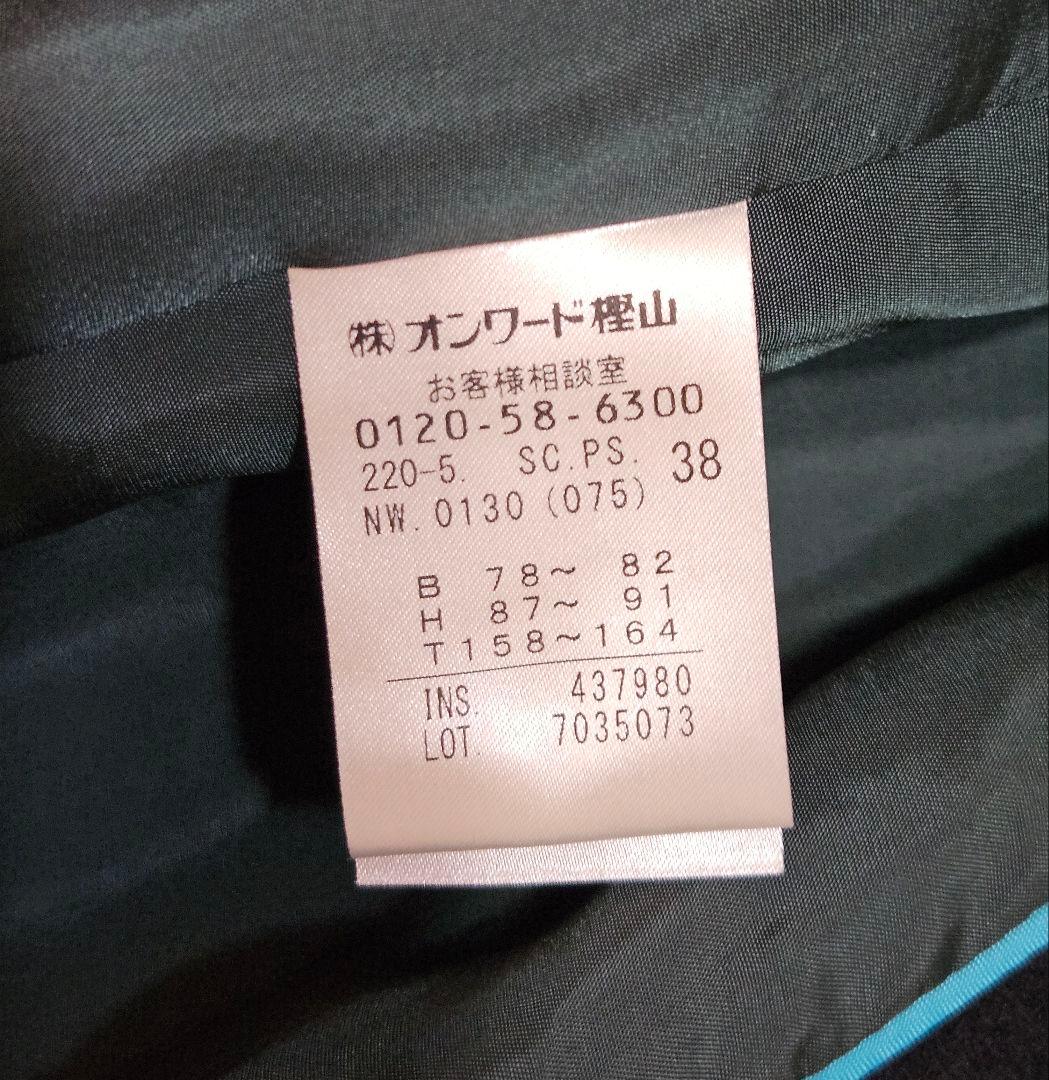 ㈱オンワード樫山
お客様相談室
0120-58-6300
220-5. SC.PS. 38
NW.0130(075)
B 78~ 82
H 87~ 91
T158~164
INS. 437980
LOT. 7035073